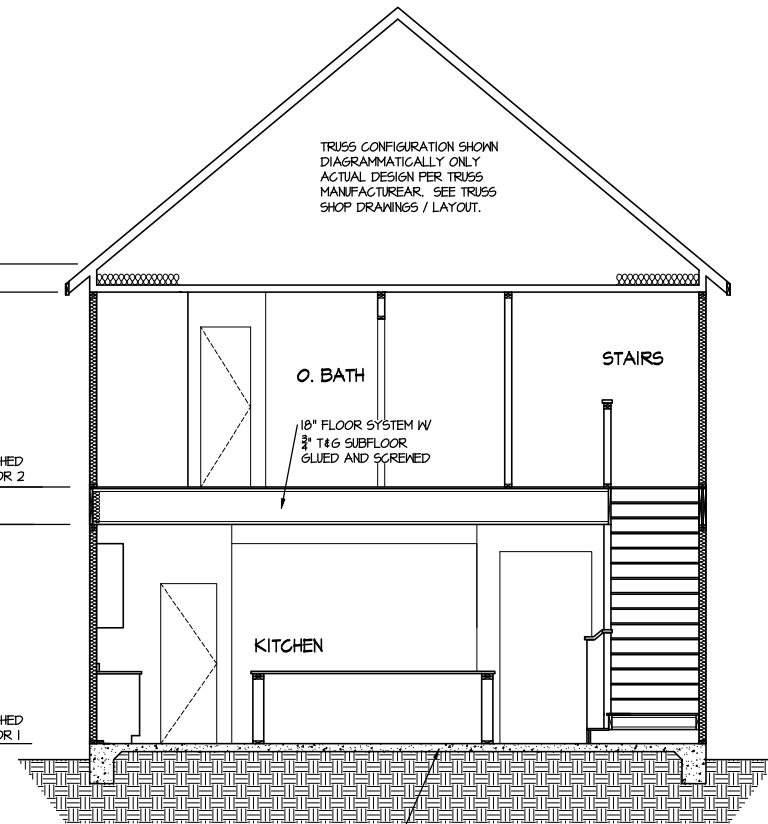 TRUSS CONFIGURATION SHOWN
DIAGRAMMATICALLY ONLY
ACTUAL DESIGN PER TRUSS
MANUFACTUREAR. SEE TRUSS
SHOP DRAWINGS / LAYOUT.
STAIRS
O. BATH
18" FLOOR SYSTEM W/
3/4" T&G SUBFLOOR
GLUED AND SCREWED
HED
OR 2
KITCHEN
HED
OR 1